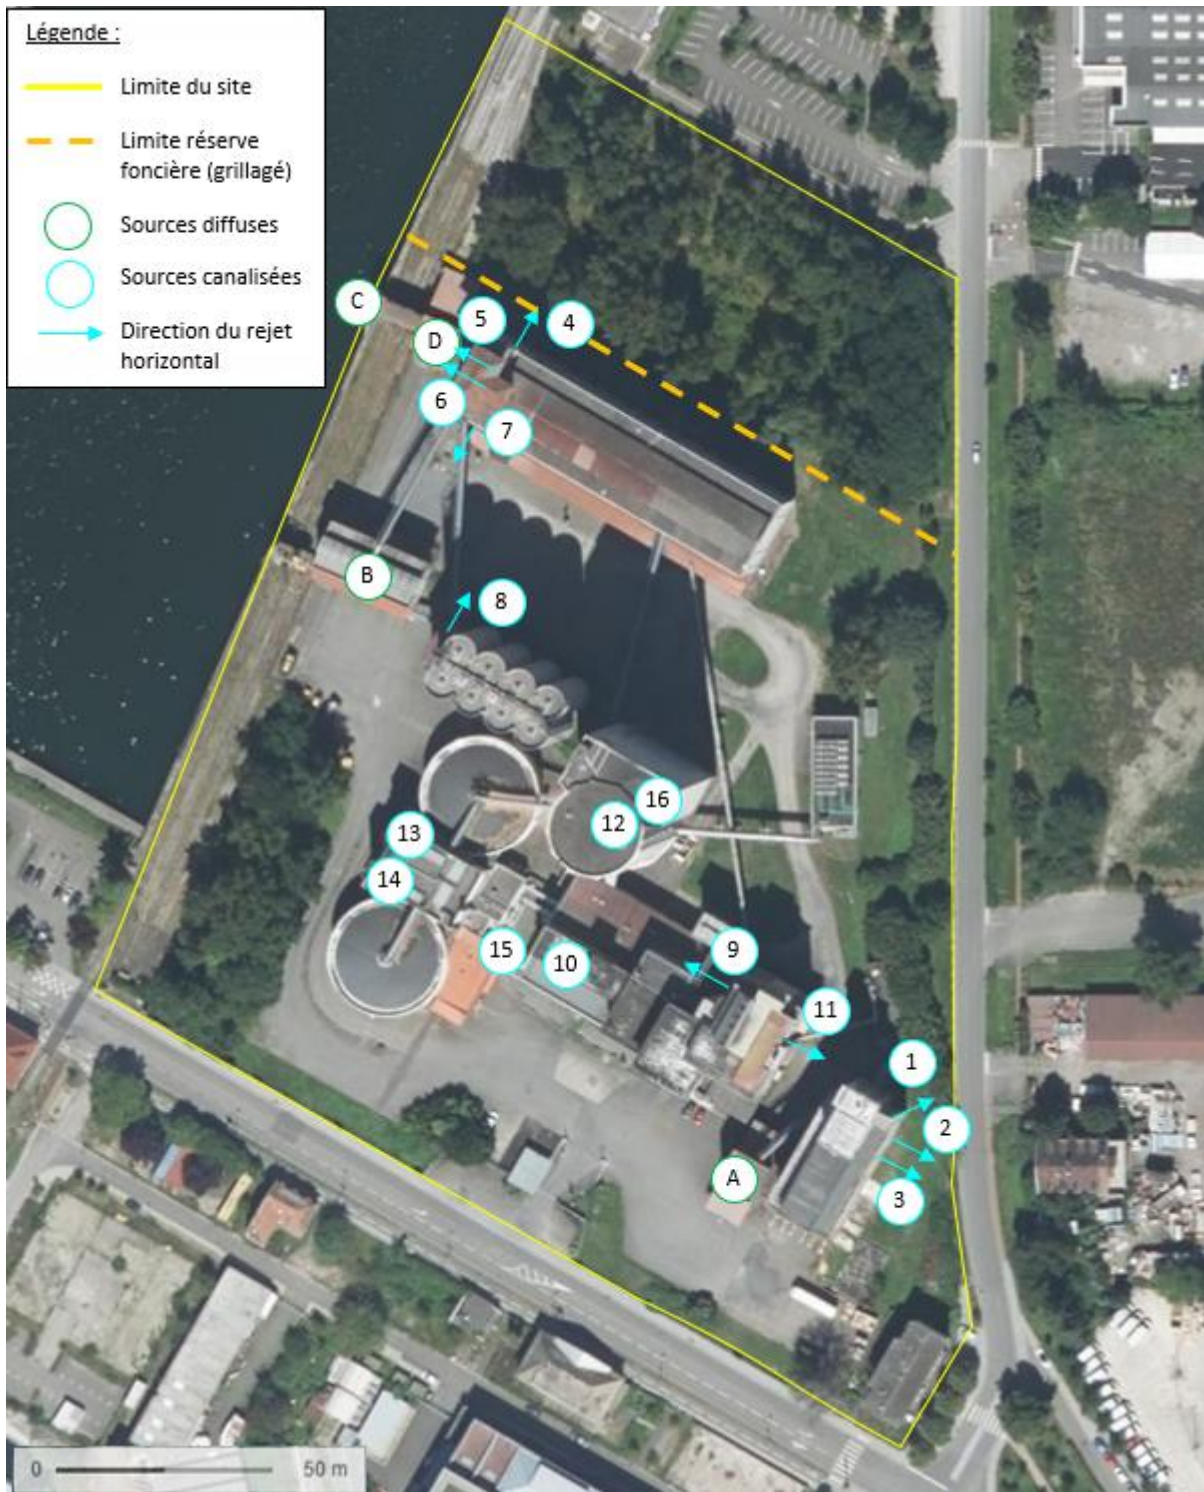 Légende :
Limite du site
Limite réserve
foncière (grillagé)
Sources diffuses
Sources canalisées
Direction du rejet
horizontal
C
5
4
D
6
7
B
8
16
12
13
14
15
10
9
11
1
2
A
3
0
50 m